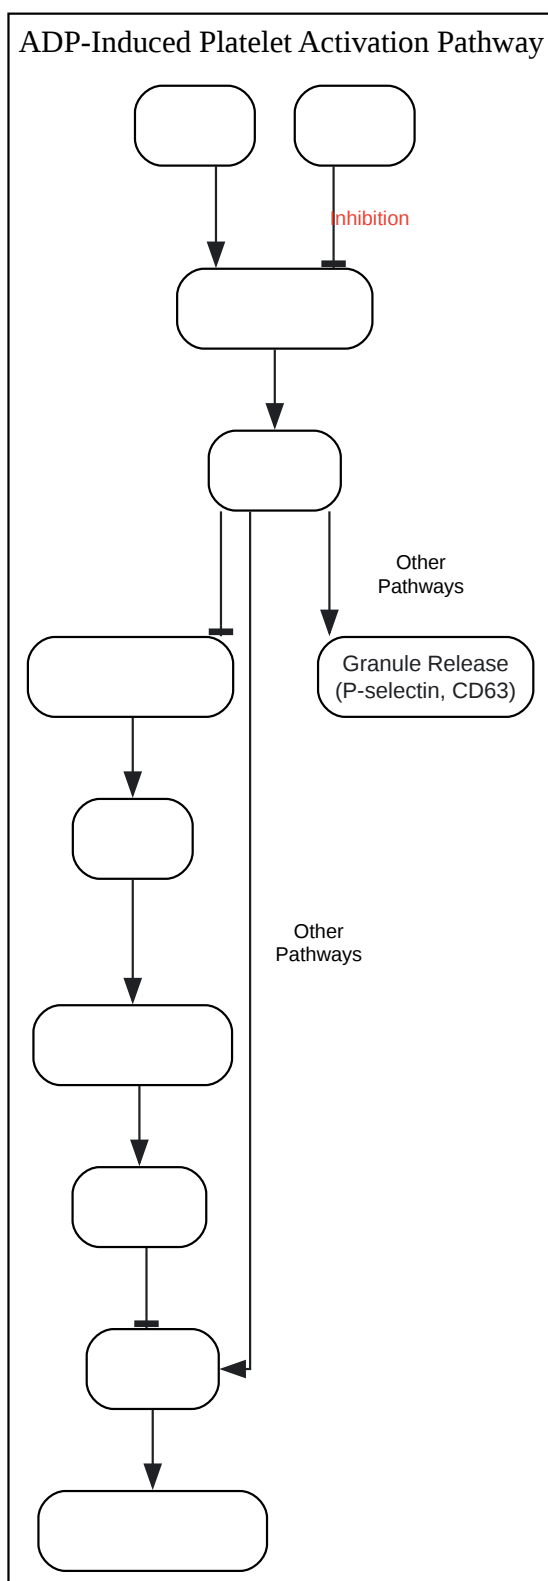 ADP-Induced Platelet Activation Pathway
Inhibition
Other
Pathways
Granule Release
(P-selectin, CD63)
Other
Pathways